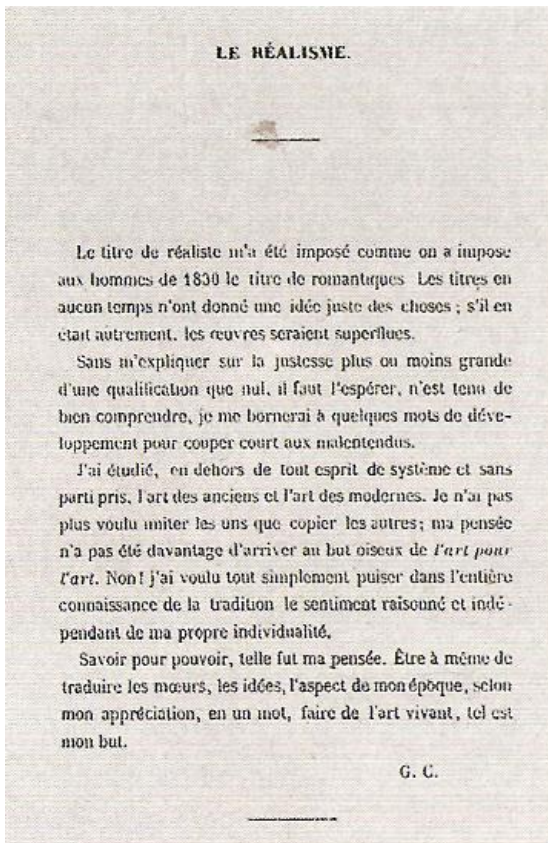 LE RÉALISME.
Le titre de réaliste m'a été imposé comme on a imposé
aux hommes de 1830 le titre de romantiques Les titres en
aucun temps n'ont donné une idée juste des choses ; s'il en
était autrement, les œuvres seraient superflues.
Sans m'expliquer sur la justesse plus ou moins grande
d'une qualification que nul, il faut l'espérer, n'est tenu de
bien comprendre, je me bornerai à quelques mots de déve-
loppement pour couper court aux malentendus.
J'ai étudié, en dehors de tout esprit de système et sans
parti pris, l'art des anciens et l'art des modernes. Je n'ai pas
plus voulu imiter les uns que copier les autres ; ma pensée
n'a pas été davantage d'arriver au but oiseux de l'art pour
l'art. Non ! j'ai voulu tout simplement puiser dans l'entière
connaissance de la tradition le sentiment raisonné et indé-
pendant de ma propre individualité.
Savoir pour pouvoir, telle fut ma pensée. Être à même de
traduire les mœurs, les idées, l'aspect de mon époque, selon
mon appréciation, en un mot, faire de l'art vivant, tel est
mon but.
G. C.